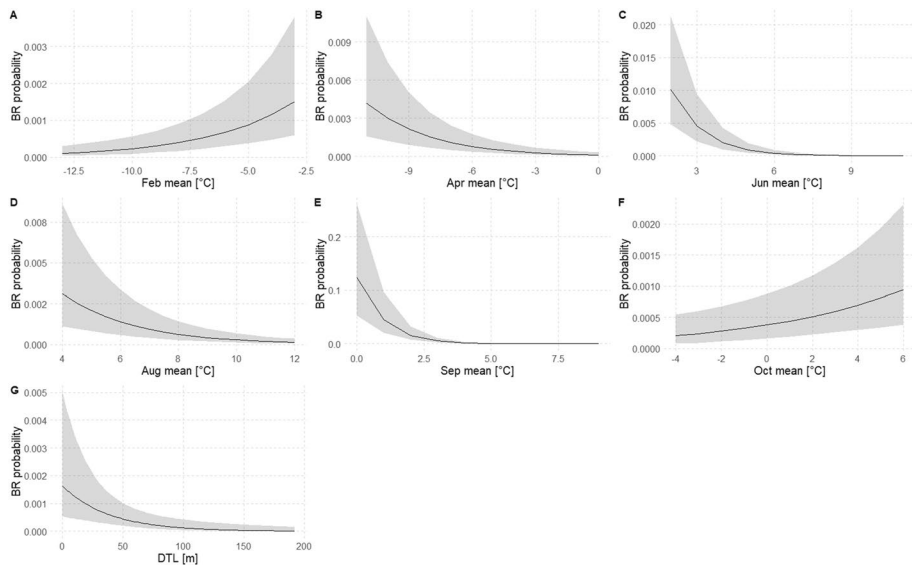 A
BR probability
0.003
0.002
0.001
0.000
-12.5 -10.0 -7.5 -5.0 -2.5
Feb mean [°C]
B
BR probability
0.009
0.006
0.003
0.000
-9 -6 -3 0
Apr mean [°C]
C
BR probability
0.020
0.015
0.010
0.005
0.000
3 6 9
Jun mean [°C]
D
BR probability
0.008
0.005
0.002
0.000
4 6 8 10 12
Aug mean [°C]
E
BR probability
0.2
0.1
0.0
0.0 2.5 5.0 7.5
Sep mean [°C]
F
BR probability
0.0020
0.0015
0.0010
0.0005
0.0000
-4 -2 0 2 4 6
Oct mean [°C]
G
BR probability
0.005
0.004
0.003
0.002
0.001
0.000
0 50 100 150 200
DTL [m]